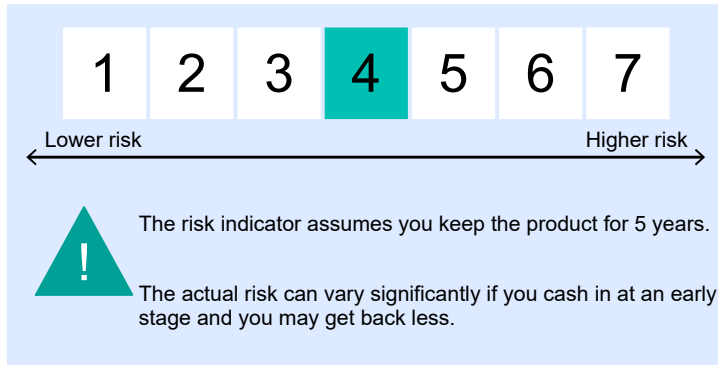 1 2 3 4 5 6 7
Lower risk Higher risk
The risk indicator assumes you keep the product for 5 years.
!
The actual risk can vary significantly if you cash in at an early
stage and you may get back less.